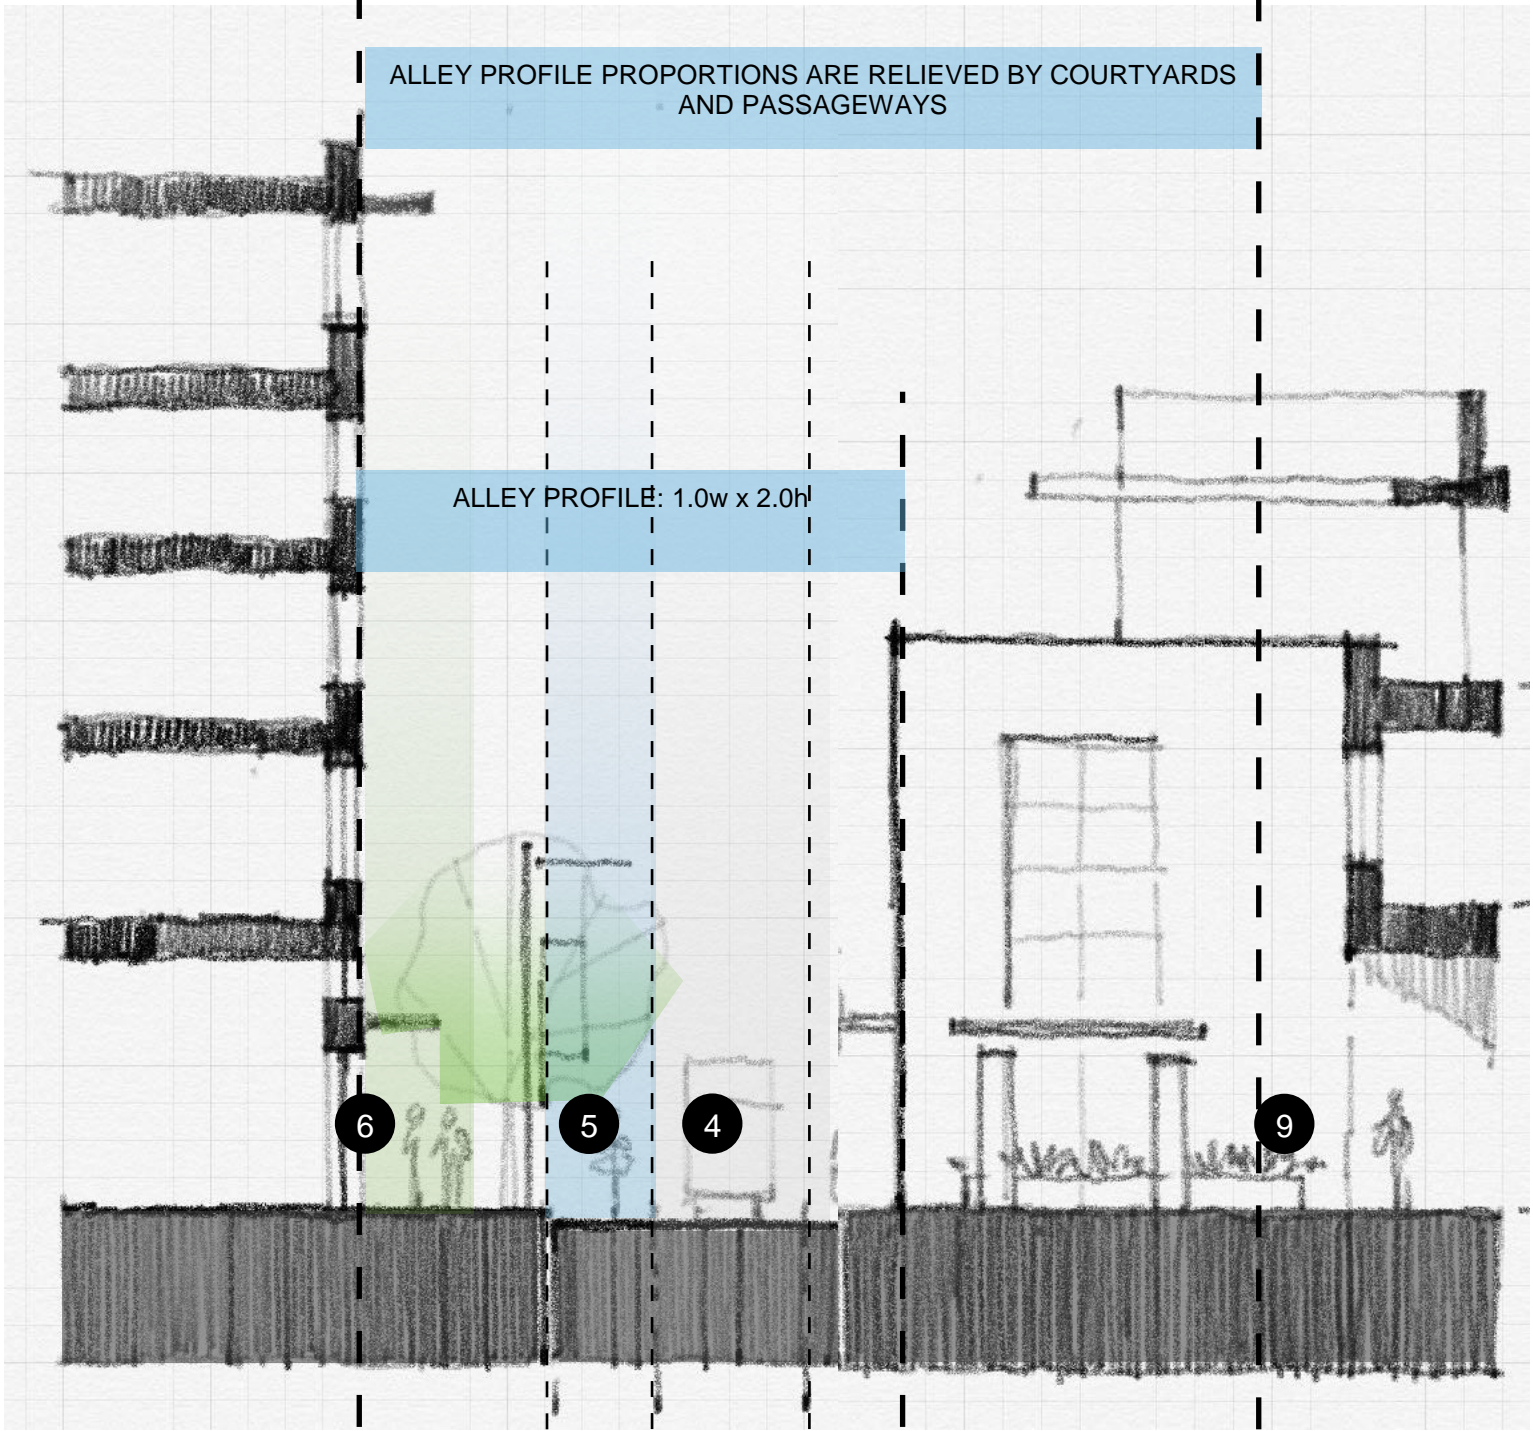 ALLEY PROFILE PROPORTIONS ARE RELIEVED BY COURTYARDS
AND PASSAGEWAYS
ALLEY PROFILE: 1.0w x 2.0h
6
5
4
9